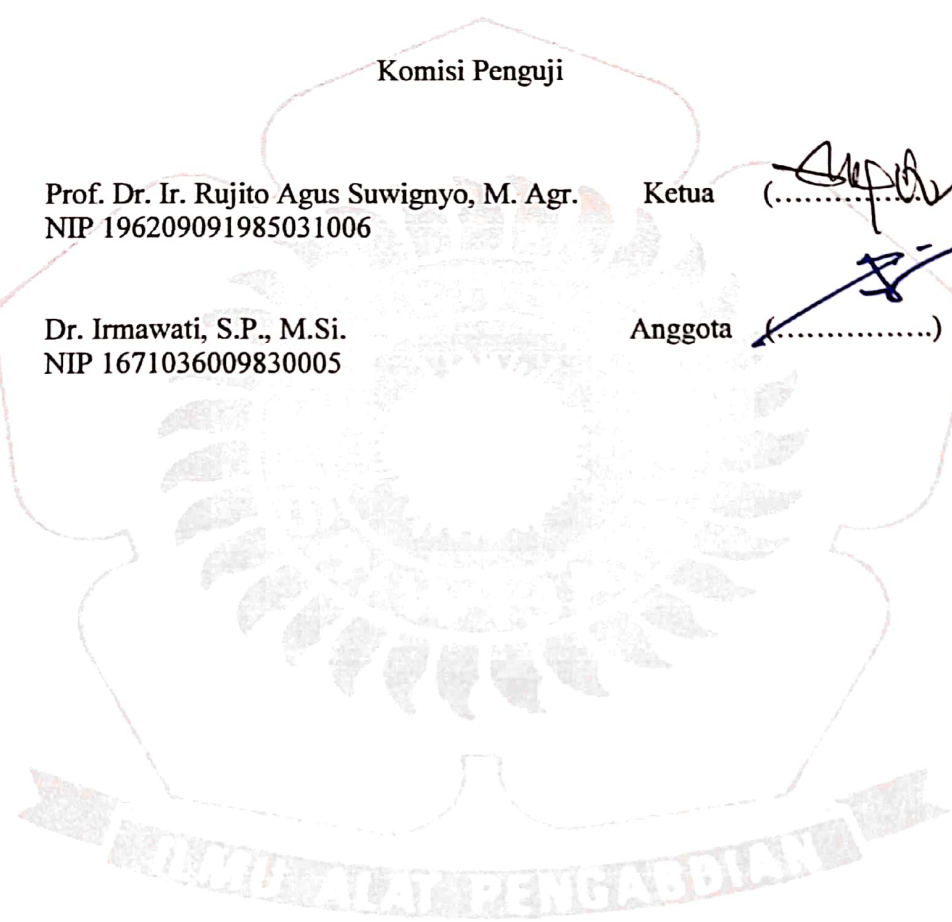 Komisi Penguji
Prof. Dr. Ir. Rujito Agus Suwignyo, M. Agr. Ketua (....................
NIP 196209091985031006
Dr. Irmawati, S.P., M.Si. Anggota (.................)
NIP 1671036009830005
ILMU ALAT PENGABDIAN